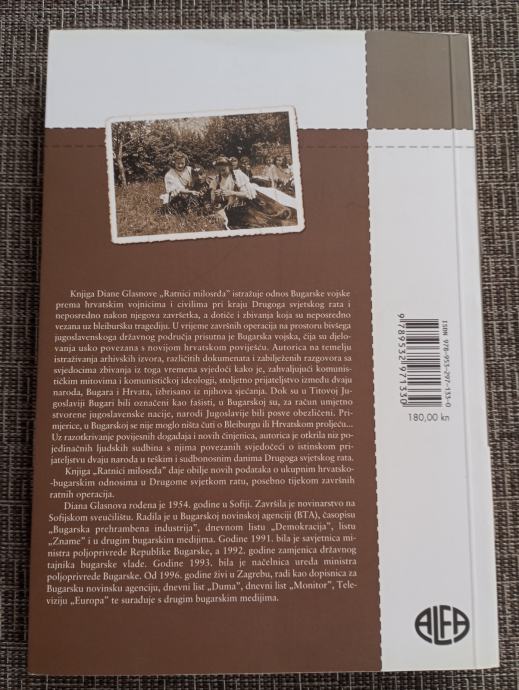 Knjiga Diane Glasnove „Ratnici milosrđa" istražuje odnos Bugarske vojske
prema hrvatskim vojnicima i civilima pri kraju Drugoga svjetskog rata i
neposredno nakon njegova završetka, a dotiče i zbivanja koja su neposredno
vezana uz bleiburšku tragediju. U vrijeme završnih operacija na prostoru bivšega
jugoslavenskoga državnog područja prisutna je Bugarska vojska, čija su djelo-
vanja usko povezana s novijom hrvatskom poviješću. Autorica na temelju
istraživanja arhivskih izvora, različitih dokumenata i zabilježenih razgovora sa
svjedocima zbivanja iz toga vremena svjedoči kako je, zahvaljujući komunis-
tičkim mitovima i komunističkoj ideologiji, stoljetno prijateljstvo između dvaju
naroda, Bugara i Hrvata, izbrisano iz njihova sjećanja. Dok su u Titovoj Ju-
goslaviji Bugari bili označeni kao fašisti, u Bugarskoj su, za račun umjetno
stvorene jugoslavenske nacije, narodi Jugoslavije bili posve obezličeni. Pri-
mjerice, u Bugarskoj se nije moglo ništa čuti o Bleiburgu ili Hrvatskom proljeću...
Uz razotkrivanje povijesnih događaja i novih činjenica, autorica je otkrila niz po-
jedinačnih ljudskih sudbina s njima povezanih svjedočeći o istinskom pri-
jateljstvu dvaju naroda u teškim i sudbonosnim danima Drugoga svjetskog rata.
Knjiga „Ratnici milosrđa" daje obilje novih podataka o ukupnim hrvatsko-
-bugarskim odnosima u Drugome svjetskom ratu, posebno tijekom završnih
ratnih operacija.
Diana Glasnova rođena je 1954. godine u Sofiji. Završila je novinarstvo na
Sofijskom sveučilištu. Radila je u Bugarskoj novinskoj agenciji (BTA), časopisu
„Bugarska prehrambena industrija", dnevnom listu „Demokracija", listu
„Zname" i u drugim bugarskim medijima. Godine 1991. bila je savjetnica mi-
nistra poljoprivrede Republike Bugarske, a 1992. godine zamjenica državnog
tajnika bugarske vlade. Godine 1993. bila je načelnica ureda ministra
poljoprivrede Bugarske. Od 1996. godine živi u Zagrebu, radi kao dopisnica za
Bugarsku novinsku agenciju, dnevni list „Duma", dnevni list „Monitor", Tele-
viziju „Europa" te surađuje s drugim bugarskim medijima.
ISBN 978-953-297-133-0
9 789532 971330
180,00 kn
ALFA